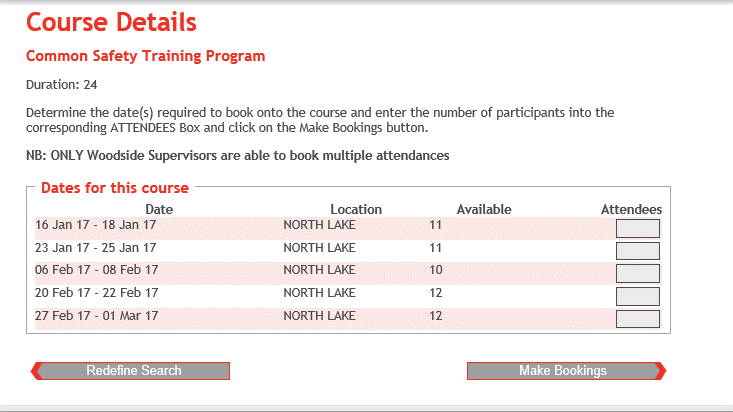 Course Details
Common Safety Training Program
Duration: 24
Determine the date(s) required to book onto the course and enter the number of participants into the
corresponding ATTENDEES Box and click on the Make Bookings button.
NB: ONLY Woodside Supervisors are able to book multiple attendances
Dates for this course
Date Location Available Attendees
16 Jan 17 - 18 Jan 17 NORTH LAKE 11
23 Jan 17 - 25 Jan 17 NORTH LAKE 11
06 Feb 17 - 08 Feb 17 NORTH LAKE 10
20 Feb 17 - 22 Feb 17 NORTH LAKE 12
27 Feb 17 - 01 Mar 17 NORTH LAKE 12
Redefine Search Make Bookings